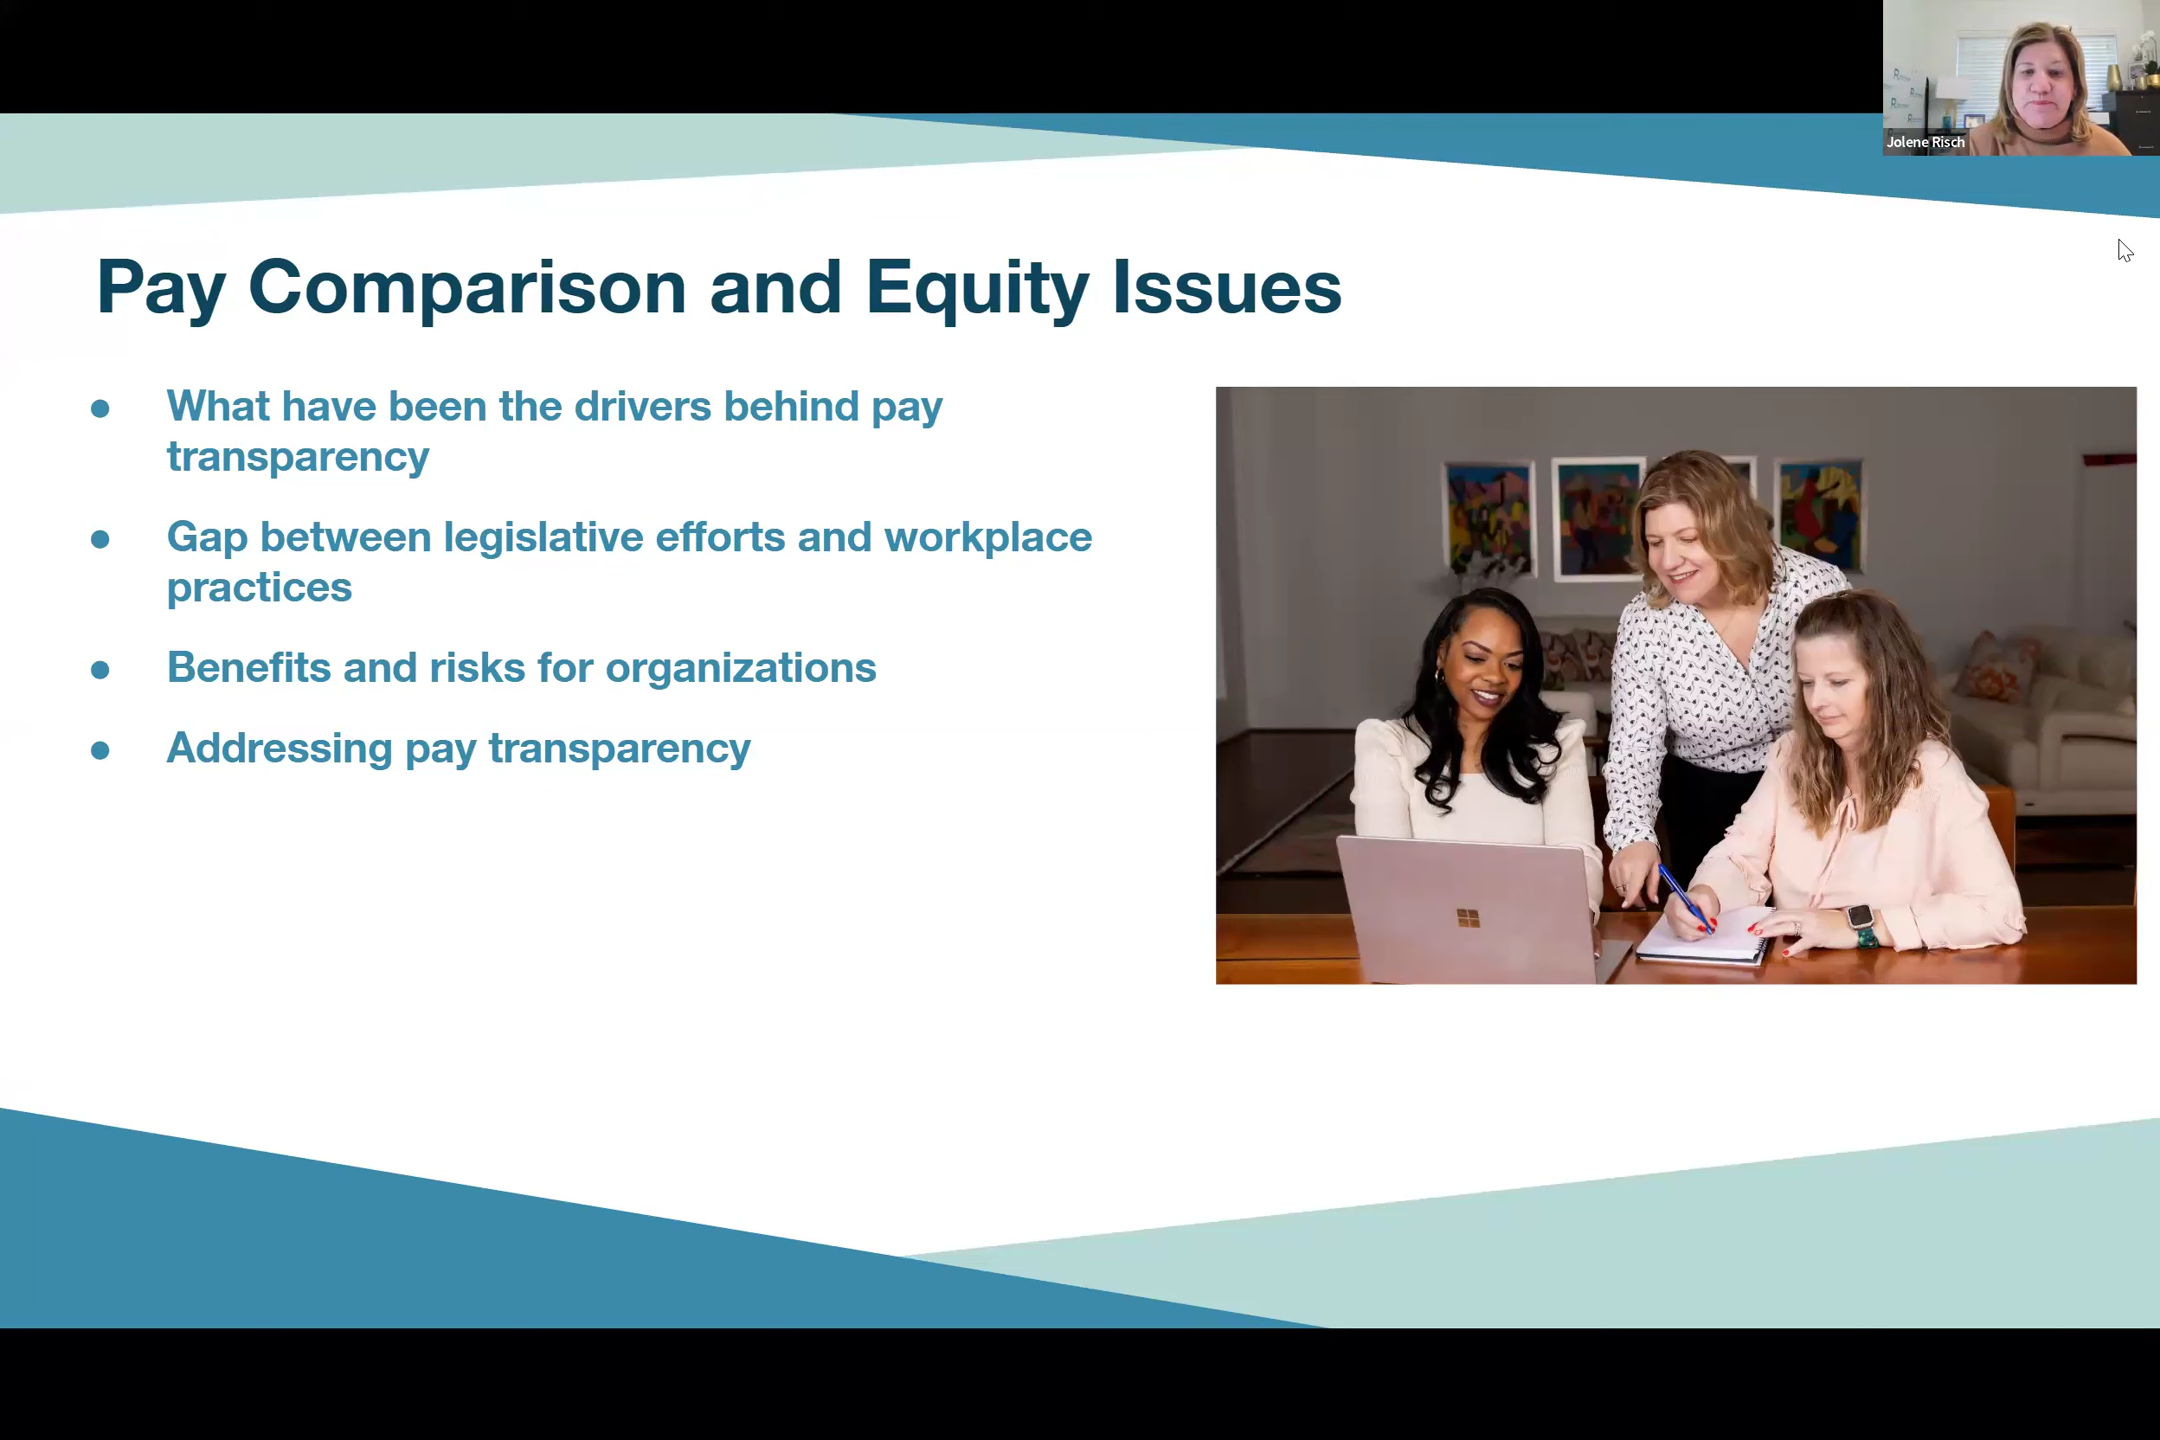 Jolene Risch
Pay Comparison and Equity Issues
● What have been the drivers behind pay
transparency
● Gap between legislative efforts and workplace
practices
● Benefits and risks for organizations
● Addressing pay transparency